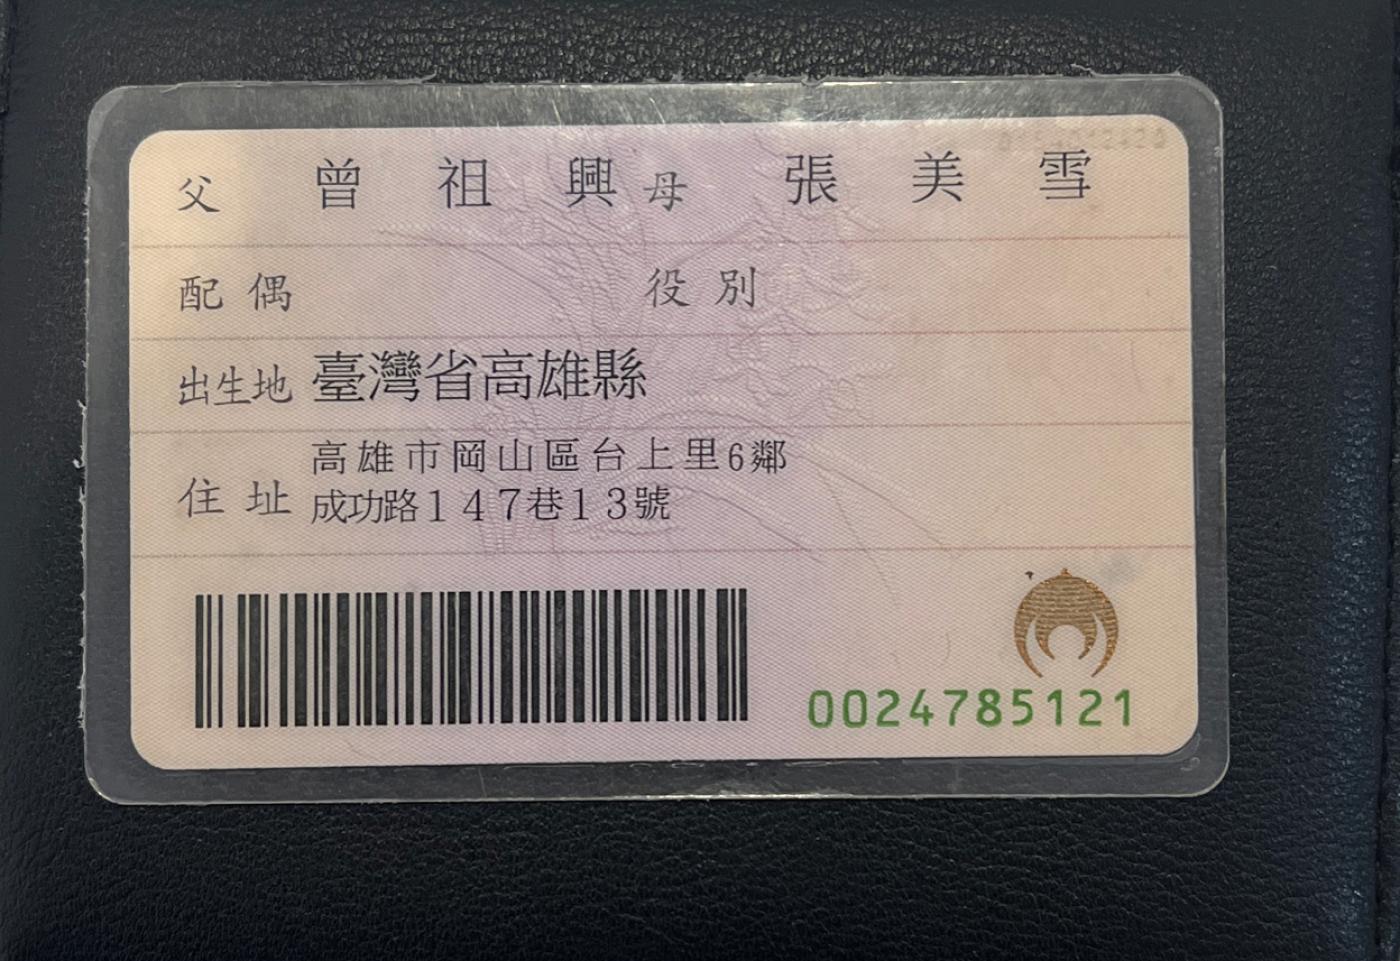 父 曾祖興 母 張美雪
配偶 役別
出生地 臺灣省高雄縣
住址 高雄市岡山區台上里6鄰
成功路147巷13號
0024785121